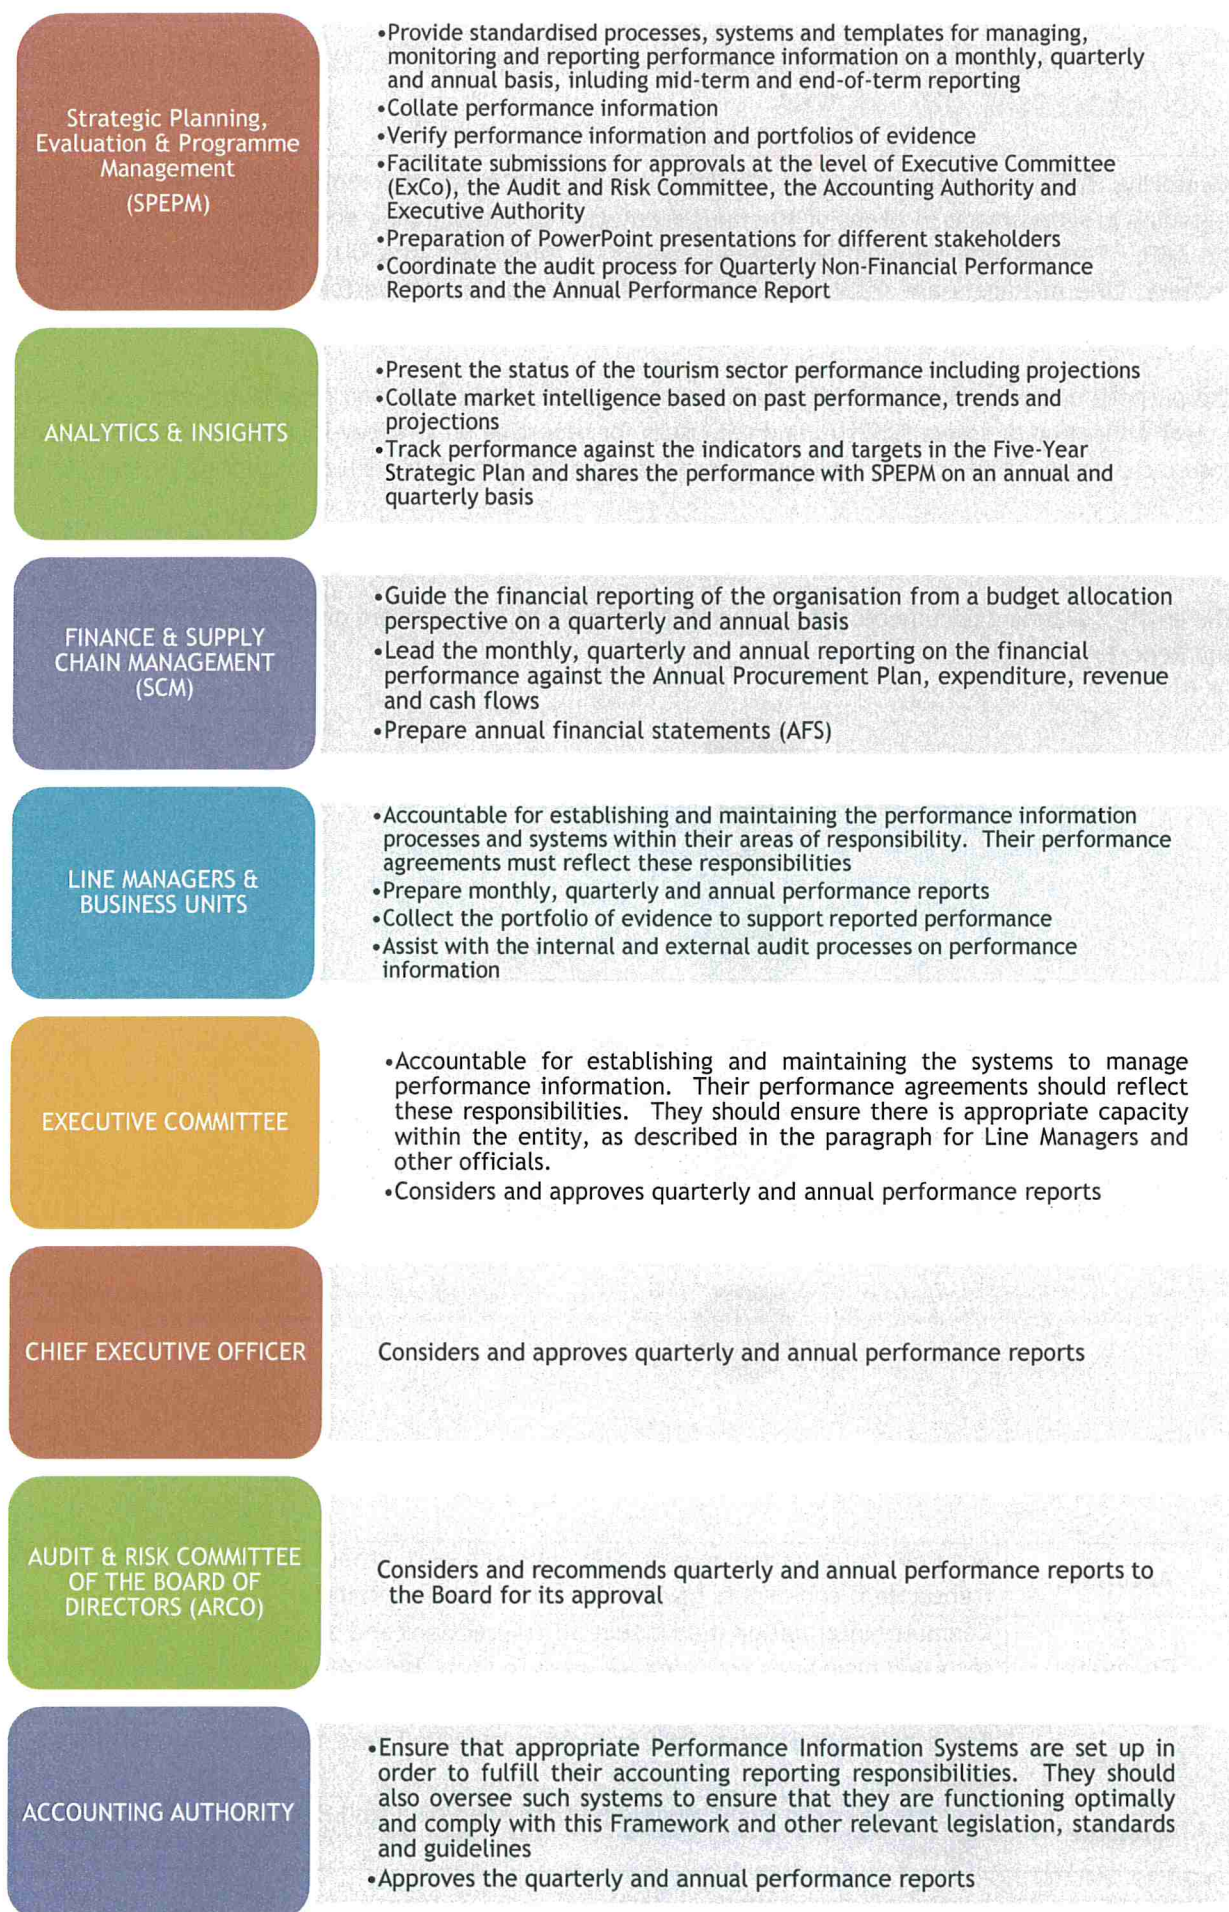 Strategic Planning,
Evaluation & Programme
Management
(SPEPM)
•Provide standardised processes, systems and templates for managing,
monitoring and reporting performance information on a monthly, quarterly
and annual basis, inluding mid-term and end-of-term reporting
•Collate performance information
•Verify performance information and portfolios of evidence
•Facilitate submissions for approvals at the level of Executive Committee
(ExCo), the Audit and Risk Committee, the Accounting Authority and
Executive Authority
•Preparation of PowerPoint presentations for different stakeholders
•Coordinate the audit process for Quarterly Non-Financial Performance
Reports and the Annual Performance Report
ANALYTICS & INSIGHTS
•Present the status of the tourism sector performance including projections
•Collate market intelligence based on past performance, trends and
projections
•Track performance against the indicators and targets in the Five-Year
Strategic Plan and shares the performance with SPEPM on an annual and
quarterly basis
FINANCE & SUPPLY
CHAIN MANAGEMENT
(SCM)
•Guide the financial reporting of the organisation from a budget allocation
perspective on a quarterly and annual basis
•Lead the monthly, quarterly and annual reporting on the financial
performance against the Annual Procurement Plan, expenditure, revenue
and cash flows
•Prepare annual financial statements (AFS)
LINE MANAGERS &
BUSINESS UNITS
•Accountable for establishing and maintaining the performance information
processes and systems within their areas of responsibility. Their performance
agreements must reflect these responsibilities
•Prepare monthly, quarterly and annual performance reports
•Collect the portfolio of evidence to support reported performance
•Assist with the internal and external audit processes on performance
information
EXECUTIVE COMMITTEE
•Accountable for establishing and maintaining the systems to manage
performance information. Their performance agreements should reflect
these responsibilities. They should ensure there is appropriate capacity
within the entity, as described in the paragraph for Line Managers and
other officials.
•Considers and approves quarterly and annual performance reports
CHIEF EXECUTIVE OFFICER
Considers and approves quarterly and annual performance reports
AUDIT & RISK COMMITTEE
OF THE BOARD OF
DIRECTORS (ARCO)
Considers and recommends quarterly and annual performance reports to
the Board for its approval
ACCOUNTING AUTHORITY
•Ensure that appropriate Performance Information Systems are set up in
order to fulfill their accounting reporting responsibilities. They should
also oversee such systems to ensure that they are functioning optimally
and comply with this Framework and other relevant legislation, standards
and guidelines
•Approves the quarterly and annual performance reports